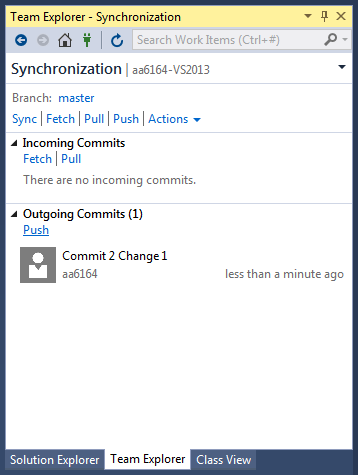 Team Explorer - Synchronization
Search Work Items (Ctrl+#)
Synchronization | aa6164-VS2013
Branch: master
Sync | Fetch | Pull | Push | Actions
Incoming Commits
Fetch | Pull
There are no incoming commits.
Outgoing Commits (1)
Push
Commit 2 Change 1
aa6164 less than a minute ago
Solution Explorer Team Explorer Class View